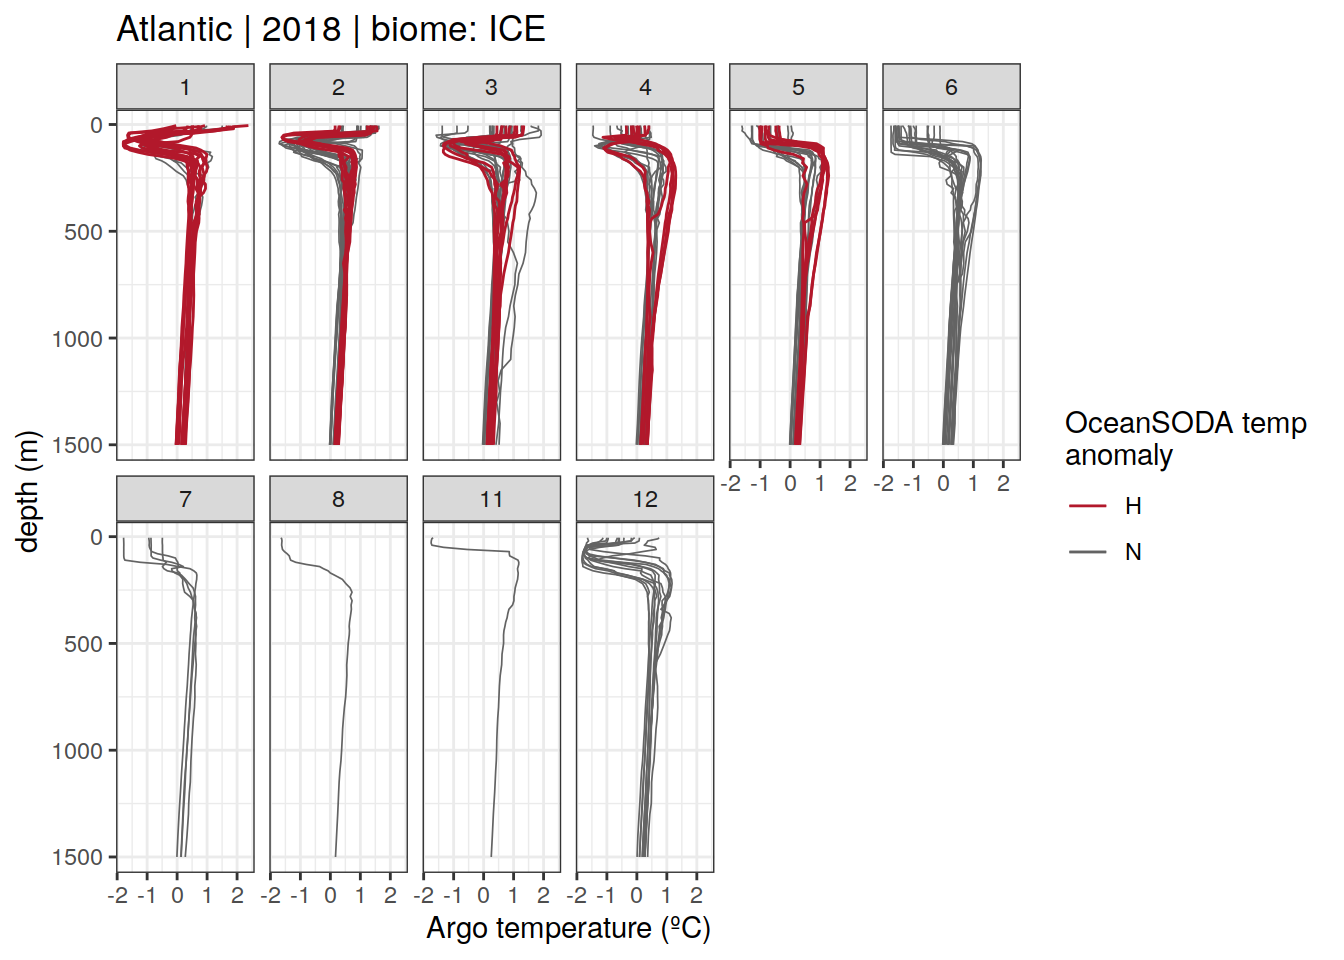 Atlantic | 2018 | biome: ICE
1 2 3 4 5 6
0
500
1000
1500
-2 -1 0 1 2 -2 -1 0 1 2
7 8 11 12
0
500
1000
1500
-2 -1 0 1 2 -2 -1 0 1 2 -2 -1 0 1 2 -2 -1 0 1 2
Argo temperature (ºC)
depth (m)
OceanSODA temp
anomaly
H
N